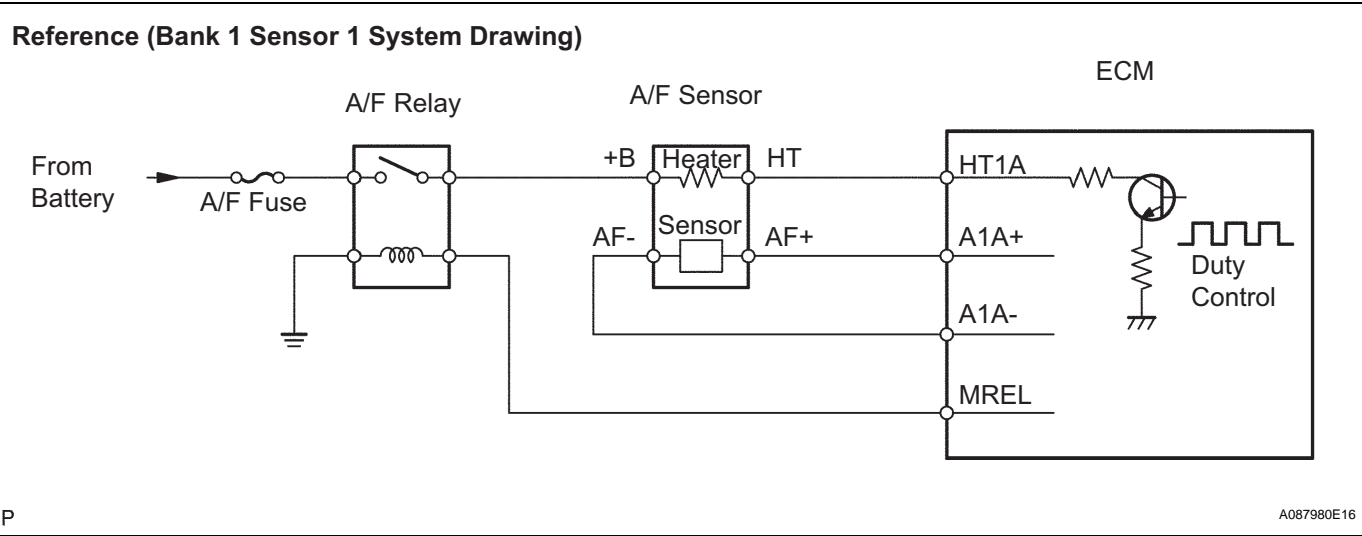 Reference (Bank 1 Sensor 1 System Drawing)
ECM
A/F Relay
A/F Sensor
From
Battery
A/F Fuse
+B
Heater
HT
HT1A
AF-
Sensor
AF+
A1A+
Duty
Control
A1A-
MREL
P
A087980E16